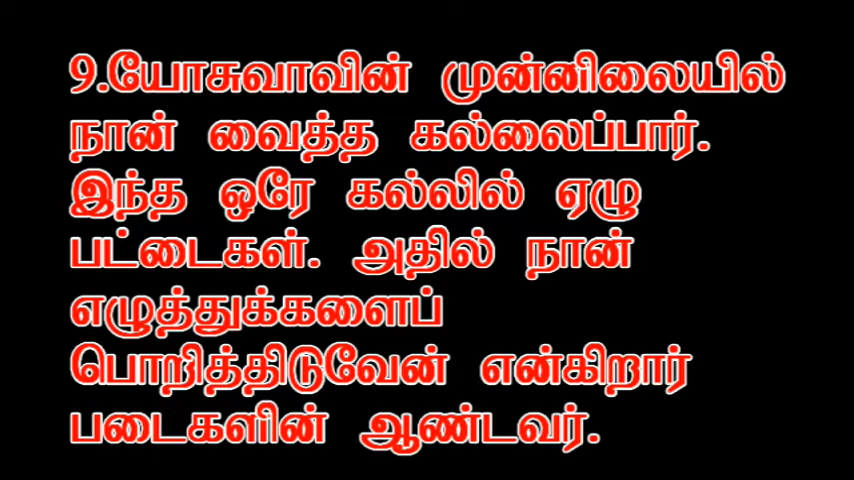 9.யோசுவாவின் முன்னிலையில்
நான் வைத்த கல்லைப்பார்.
இந்த ஒரே கல்லில் ஏழு
பட்டைகள். அதில் நான்
எழுத்துக்களைப்
பொறித்திடுவேன் என்கிறார்
படைகளின் ஆண்டவர்.